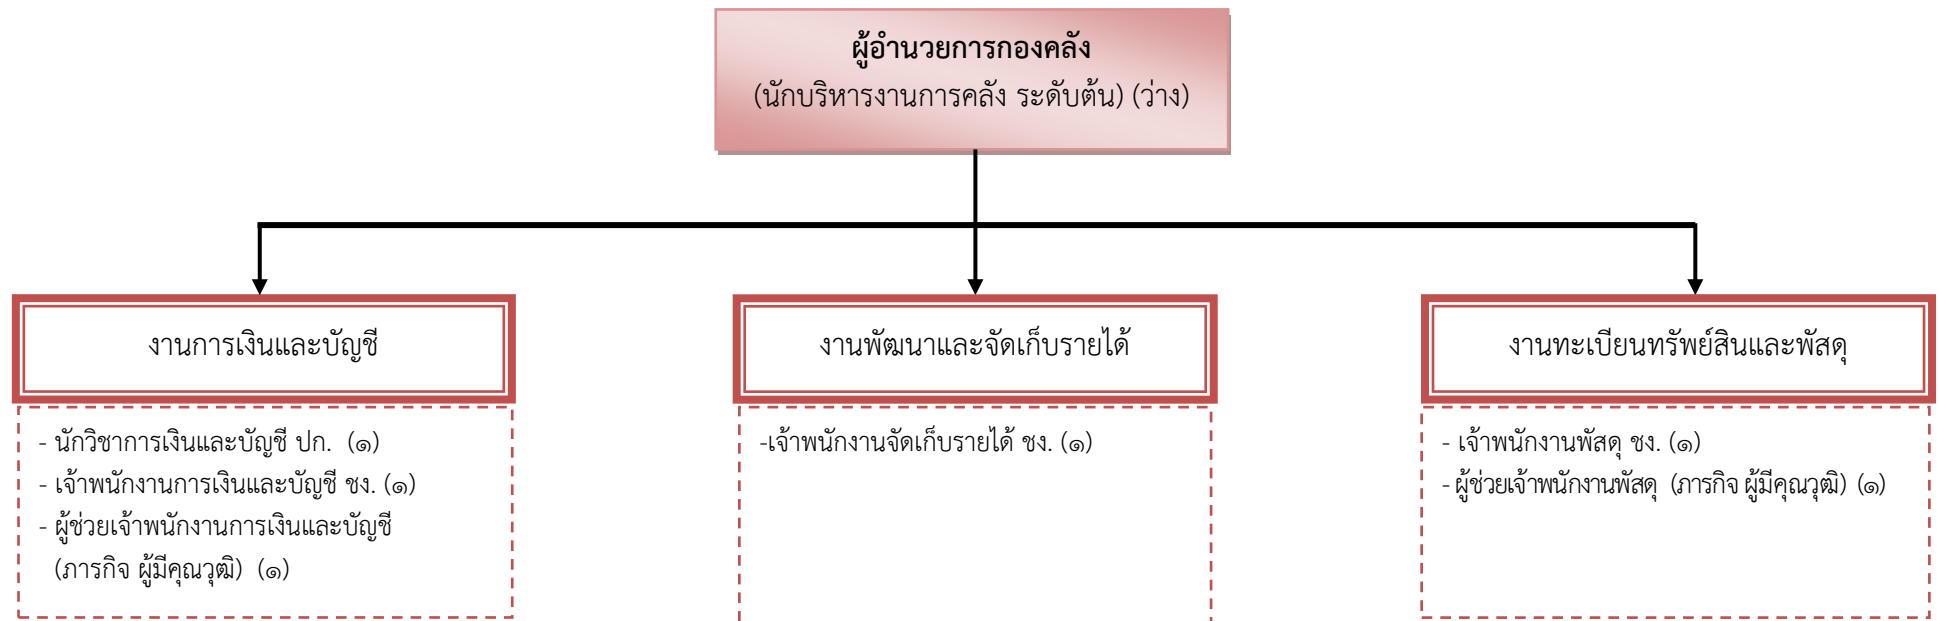 ผู้อำนวยการกองคลัง
(นักบริหารงานการคลัง ระดับต้น) (ว่าง)
งานการเงินและบัญชี
- นักวิชาการเงินและบัญชี ปก. (๑)
- เจ้าพนักงานการเงินและบัญชี ชง. (๑)
- ผู้ช่วยเจ้าพนักงานการเงินและบัญชี
(ภารกิจ ผู้มีคุณวุฒิ) (๑)
งานพัฒนาและจัดเก็บรายได้
-เจ้าพนักงานจัดเก็บรายได้ ชง. (๑)
งานทะเบียนทรัพย์สินและพัสดุ
- เจ้าพนักงานพัสดุ ชง. (๑)
- ผู้ช่วยเจ้าพนักงานพัสดุ (ภารกิจ ผู้มีคุณวุฒิ) (๑)